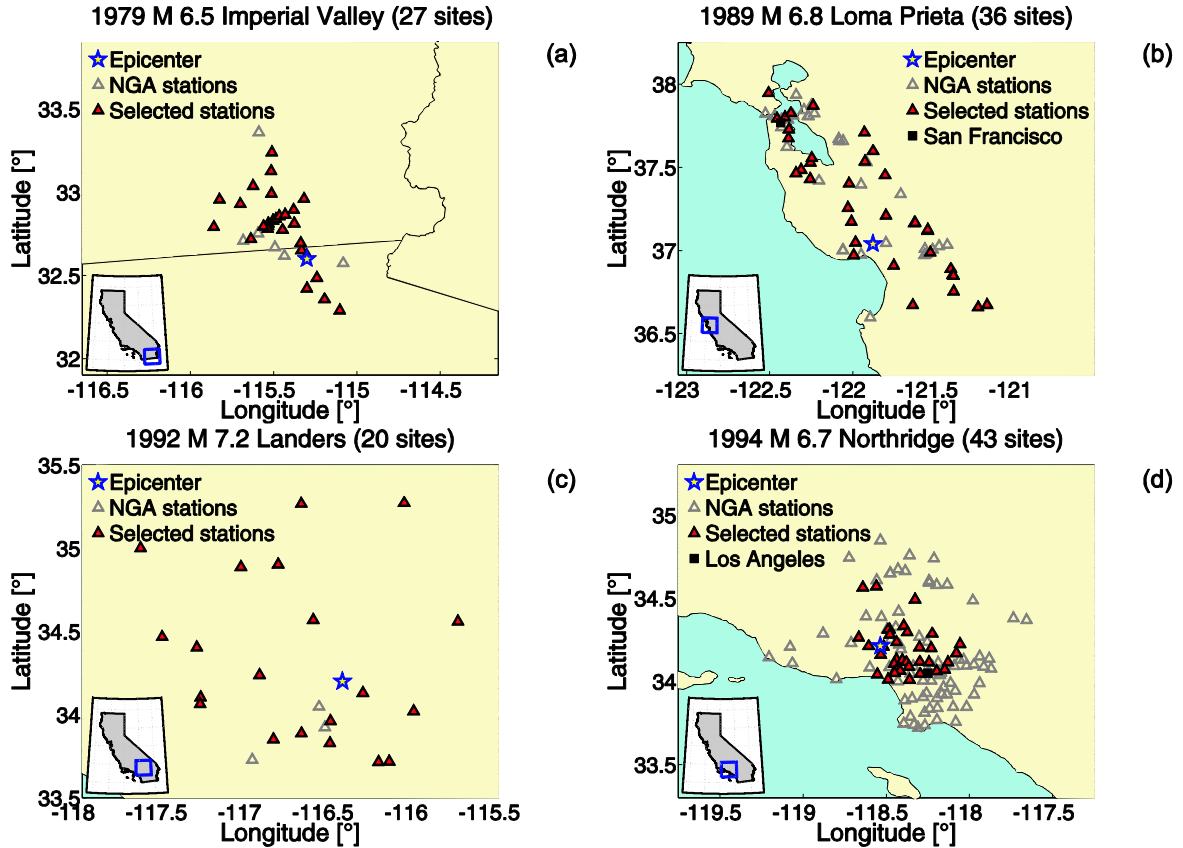 1979 M 6.5 Imperial Valley (27 sites)
(a)
Epicenter
NGA stations
Selected stations
Latitude [°]
33.5
33
32.5
32
-116.5
-116
-115.5
-115
-114.5
Longitude [°]
1989 M 6.8 Loma Prieta (36 sites)
(b)
Epicenter
NGA stations
Selected stations
San Francisco
Latitude [°]
38
37.5
37
36.5
-123
-122.5
-122
-121.5
-121
Longitude [°]
1992 M 7.2 Landers (20 sites)
(c)
Epicenter
NGA stations
Selected stations
Latitude [°]
35.5
35
34.5
34
33.5
-118
-117.5
-117
-116.5
-116
-115.5
Longitude [°]
1994 M 6.7 Northridge (43 sites)
(d)
Epicenter
NGA stations
Selected stations
Los Angeles
Latitude [°]
35
34.5
34
33.5
-119.5
-119
-118.5
-118
-117.5
Longitude [°]